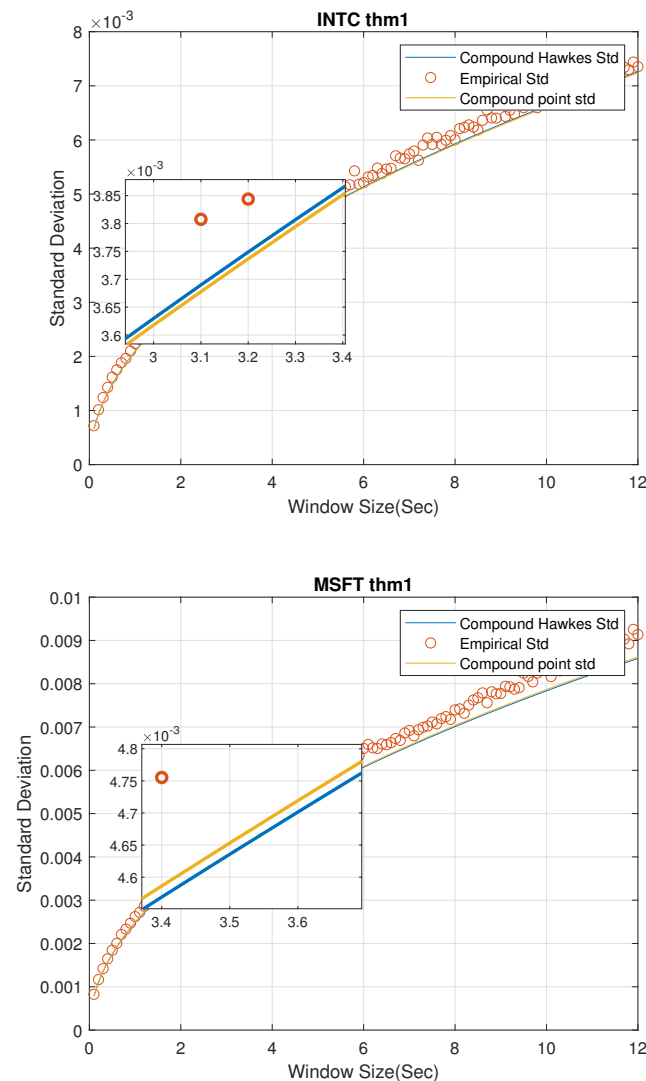 INTC thm1
×10⁻³
8
7
6
5
4
3
2
1
0
Standard Deviation
Compound Hawkes Std
Empirical Std
Compound point std
×10⁻³
3.85
3.8
3.75
3.7
3.65
3.6
3 3.1 3.2 3.3 3.4
0 2 4 6 8 10 12
Window Size(Sec)
MSFT thm1
0.01
0.009
0.008
0.007
0.006
0.005
0.004
0.003
0.002
0.001
0
Standard Deviation
Compound Hawkes Std
Empirical Std
Compound point std
×10⁻³
4.8
4.75
4.7
4.65
4.6
3.4 3.5 3.6
0 2 4 6 8 10 12
Window Size(Sec)